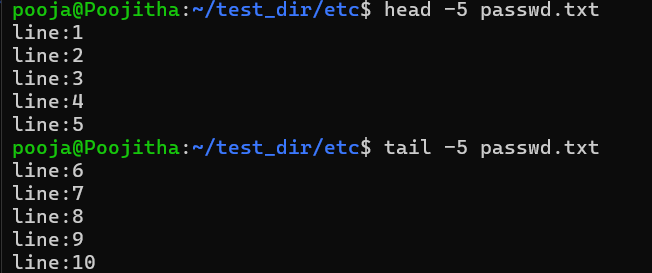 pooja@Poojitha:~/test_dir/etc$ head -5 passwd.txt
line:1
line:2
line:3
line:4
line:5
pooja@Poojitha:~/test_dir/etc$ tail -5 passwd.txt
line:6
line:7
line:8
line:9
line:10